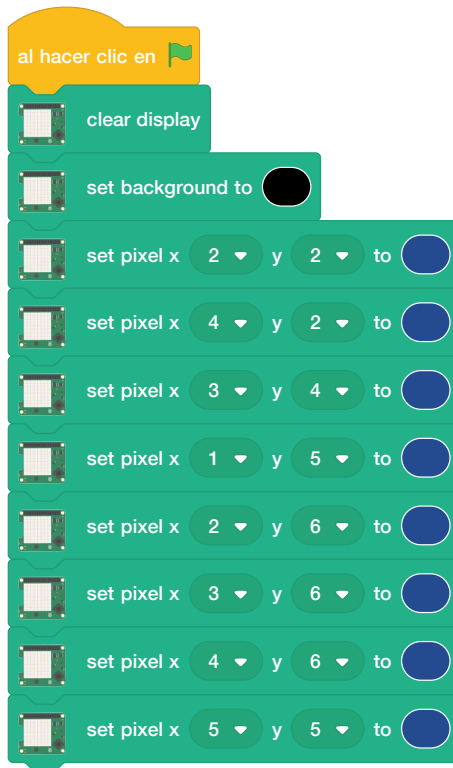 al hacer clic en
clear display
set background to
set pixel x 2 y 2 to
set pixel x 4 y 2 to
set pixel x 3 y 4 to
set pixel x 1 y 5 to
set pixel x 2 y 6 to
set pixel x 3 y 6 to
set pixel x 4 y 6 to
set pixel x 5 y 5 to